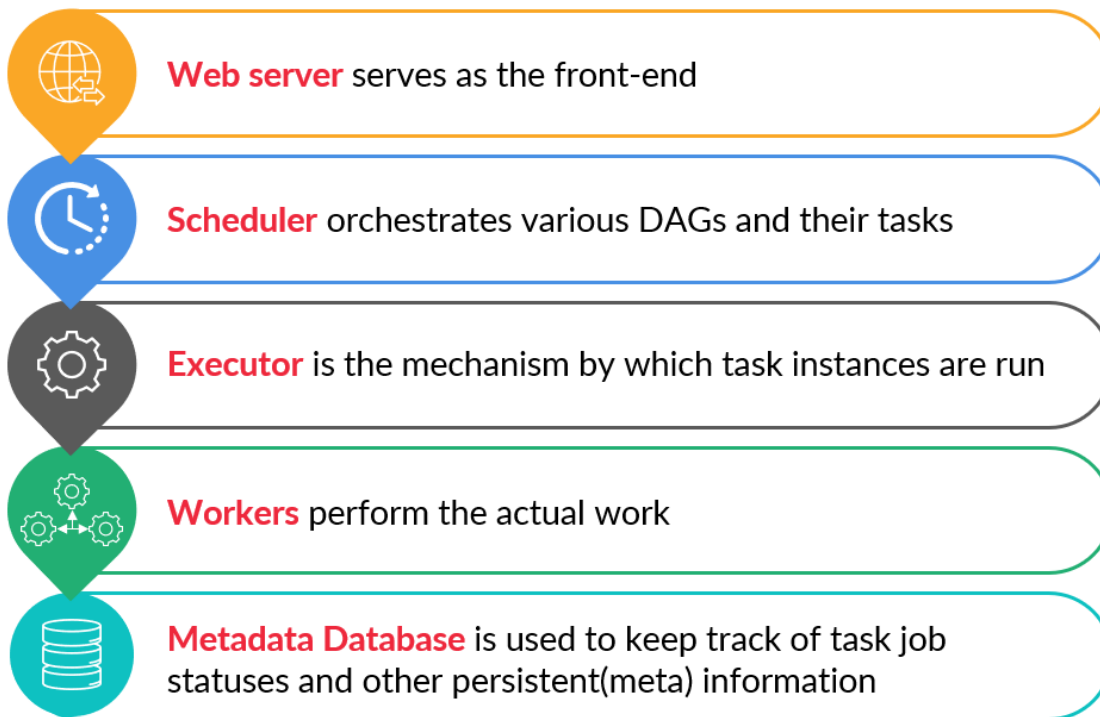 Web server serves as the front-end
Scheduler orchestrates various DAGs and their tasks
Executor is the mechanism by which task instances are run
Workers perform the actual work
Metadata Database is used to keep track of task job
statuses and other persistent(meta) information